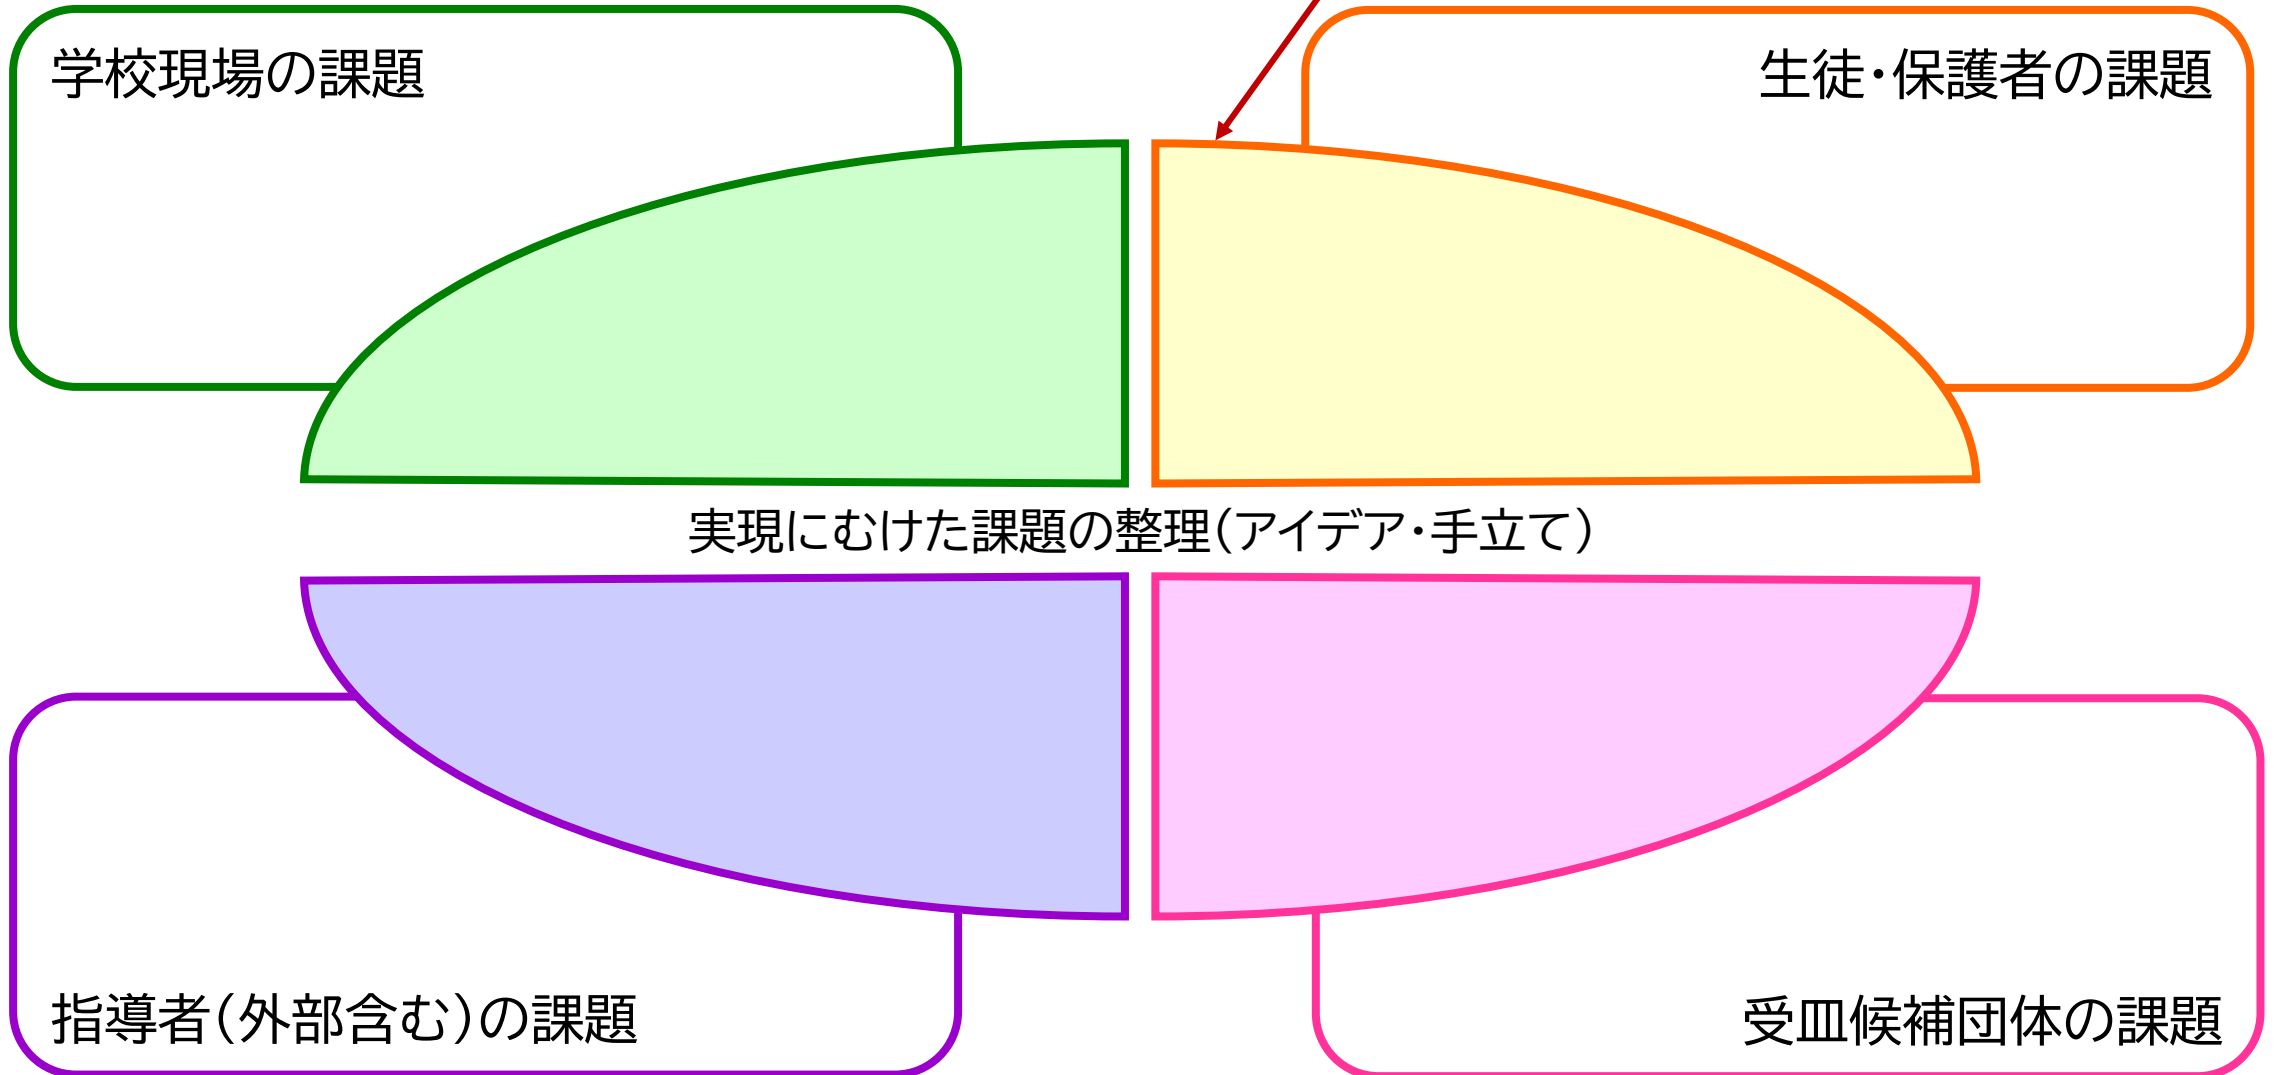 学校現場の課題
生徒・保護者の課題
実現にむけた課題の整理（アイデア・手立て）
指導者（外部含む）の課題
受皿候補団体の課題